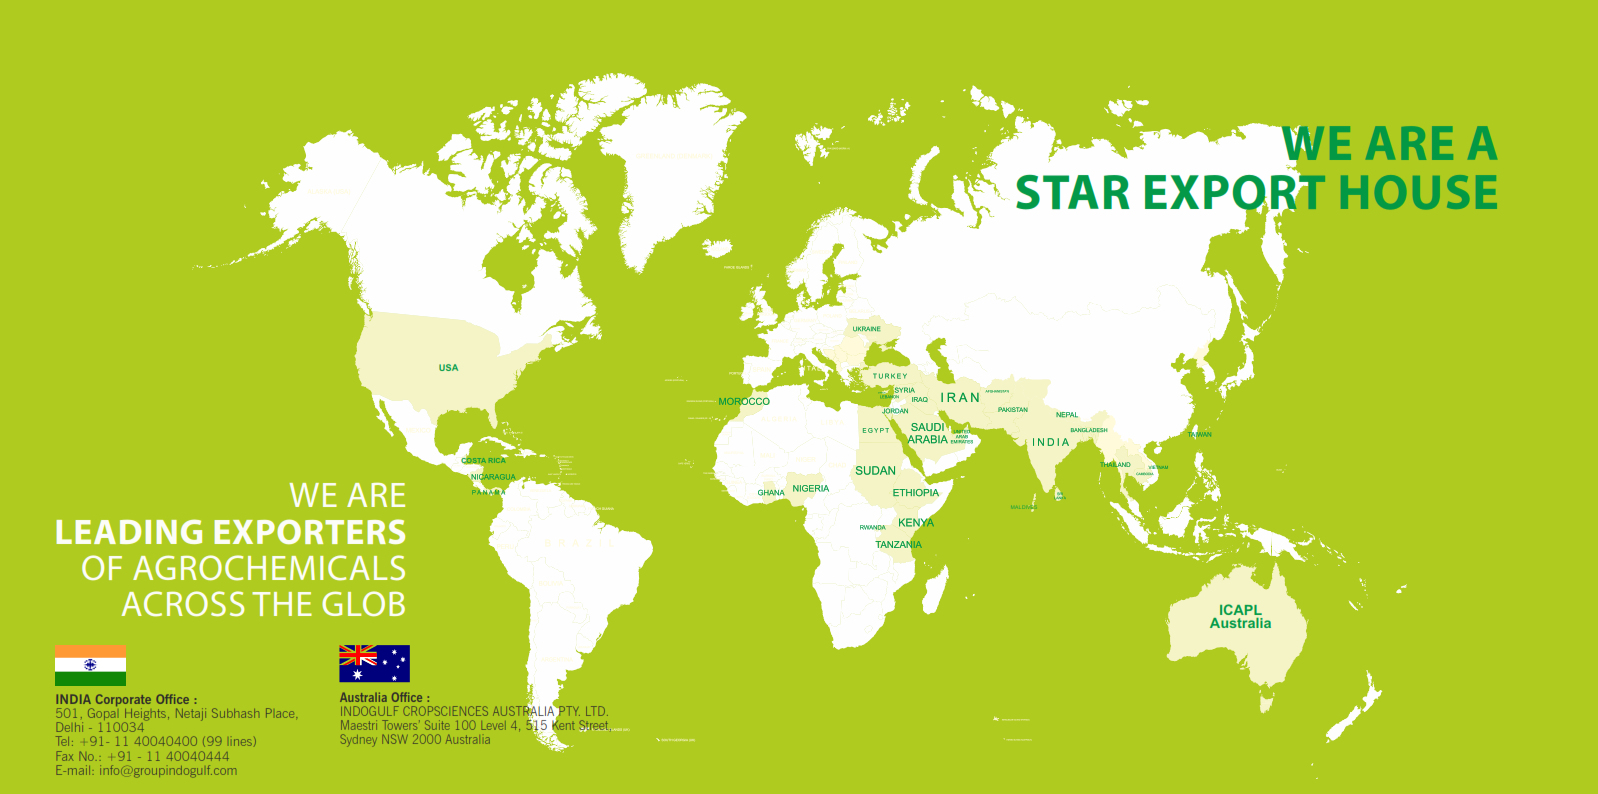 WE ARE A
STAR EXPORT HOUSE
UKRAINE
USA
TURKEY
SYRIA
LEBANON
IRAQ
IRAN
AFGHANISTAN
MOROCCO
JORDAN
PAKISTAN
NEPAL
EGYPT
SAUDI
ARABIA
UNITED
ARAB
EMIRATES
INDIA
BANGLADESH
TAIWAN
COSTA RICA
NICARAGUA
PANAMA
SUDAN
THAILAND
VIETNAM
CAMBODIA
GHANA
NIGERIA
ETHIOPIA
MALDIVES
RWANDA
KENYA
TANZANIA
ICAPL
Australia
WE ARE
LEADING EXPORTERS
OF AGROCHEMICALS
ACROSS THE GLOB
INDIA Corporate Office :
501, Gopal Heights, Netaji Subhash Place,
Delhi - 110034
Tel: +91- 11 40040400 (99 lines)
Fax No.: +91 - 11 40040444
E-mail: info@groupindogulf.com
Australia Office :
INDOGULF CROPSCIENCES AUSTRALIA PTY. LTD.
Maestri Towers' Suite 100 Level 4, 515 Kent Street,
Sydney NSW 2000 Australia